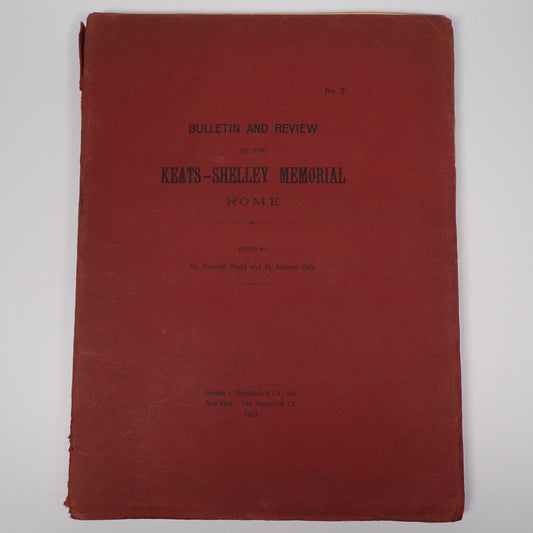 No. 2
BULLETIN AND REVIEW
OF THE
KEATS-SHELLEY MEMORIAL
ROME
EDITED BY
Sir Rennell Rodd and H. Nelson Gay
London - Macmillan & Co., Ltd.
New York - The Macmillan Co.
1913